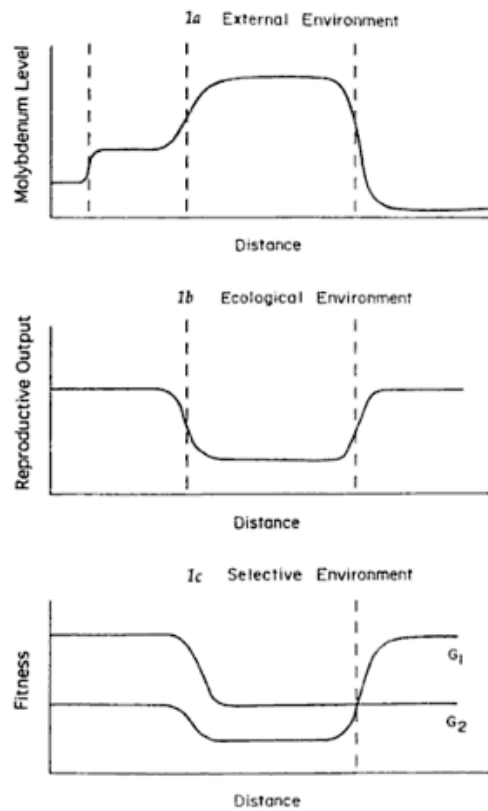 1a External Environment
Molybdenum Level
Distance
1b Ecological Environment
Reproductive Output
Distance
1c Selective Environment
Fitness
G1
G2
Distance